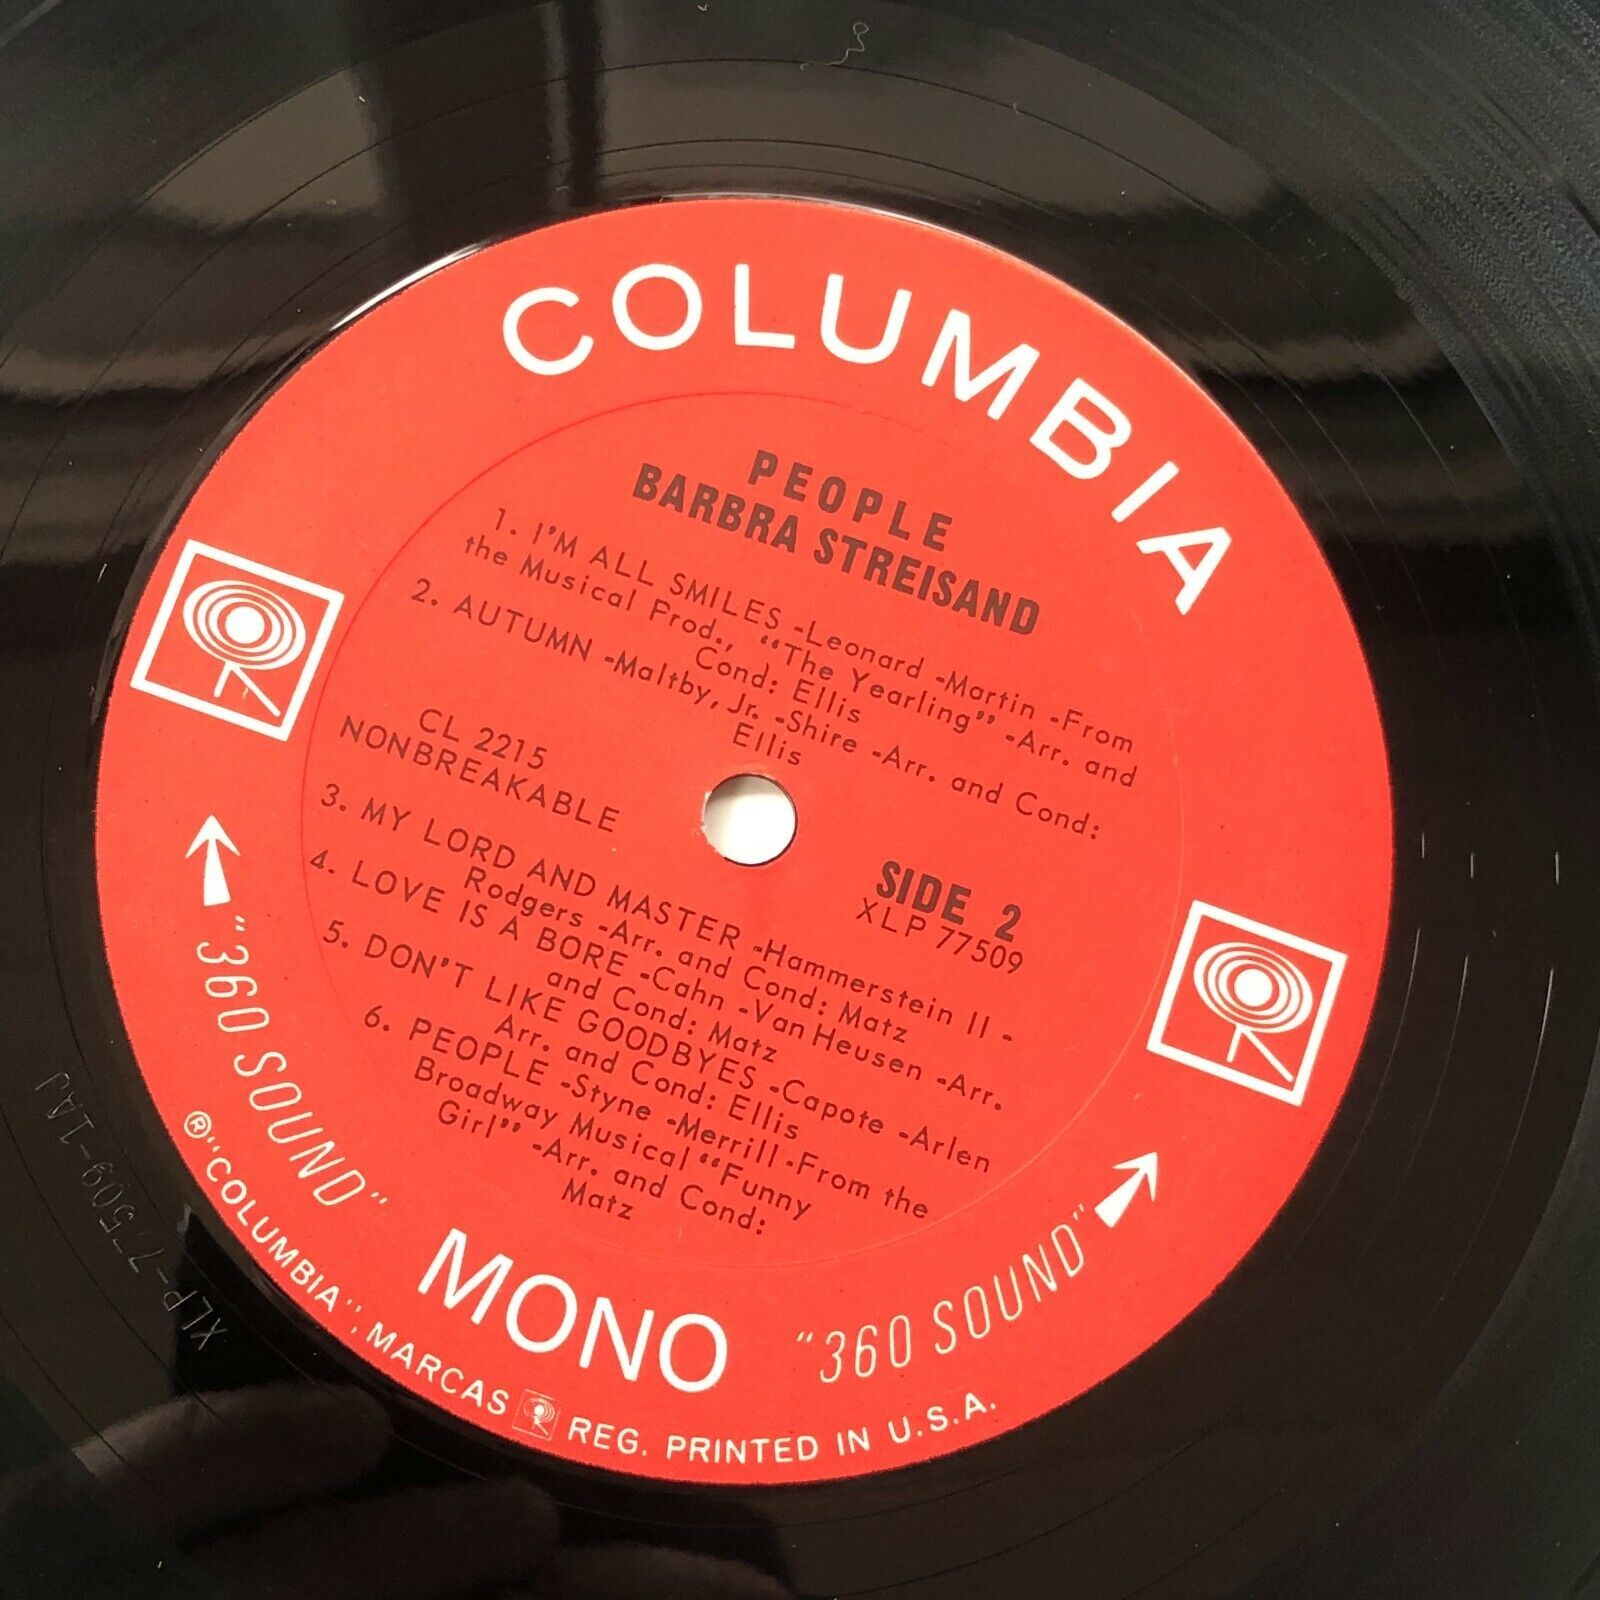 COLUMBIA
PEOPLE
BARBRA STREISAND
1. I'M ALL SMILES -Leonard -Martin -From
the Musical Prod., "The Yearling" -Arr. and
Cond: Ellis
2. AUTUMN -Maltby, Jr. -Shire -Arr. and Cond:
Ellis
CL 2215
NONBREAKABLE
SIDE 2
XLP 77509
3. MY LORD AND MASTER -Hammerstein II -
Rodgers -Arr. and Cond: Matz
4. LOVE IS A BORE -Cahn -Van Heusen -Arr.
and Cond: Matz
5. DON'T LIKE GOODBYES -Capote -Arlen
Arr. and Cond: Ellis
6. PEOPLE -Styne -Merrill -From the
Broadway Musical "Funny
Girl" -Arr. and Cond:
Matz
"360 SOUND"
MONO
"360 SOUND"
® "COLUMBIA", MARCAS REG. PRINTED IN U.S.A.
XLP-77509-1AJ